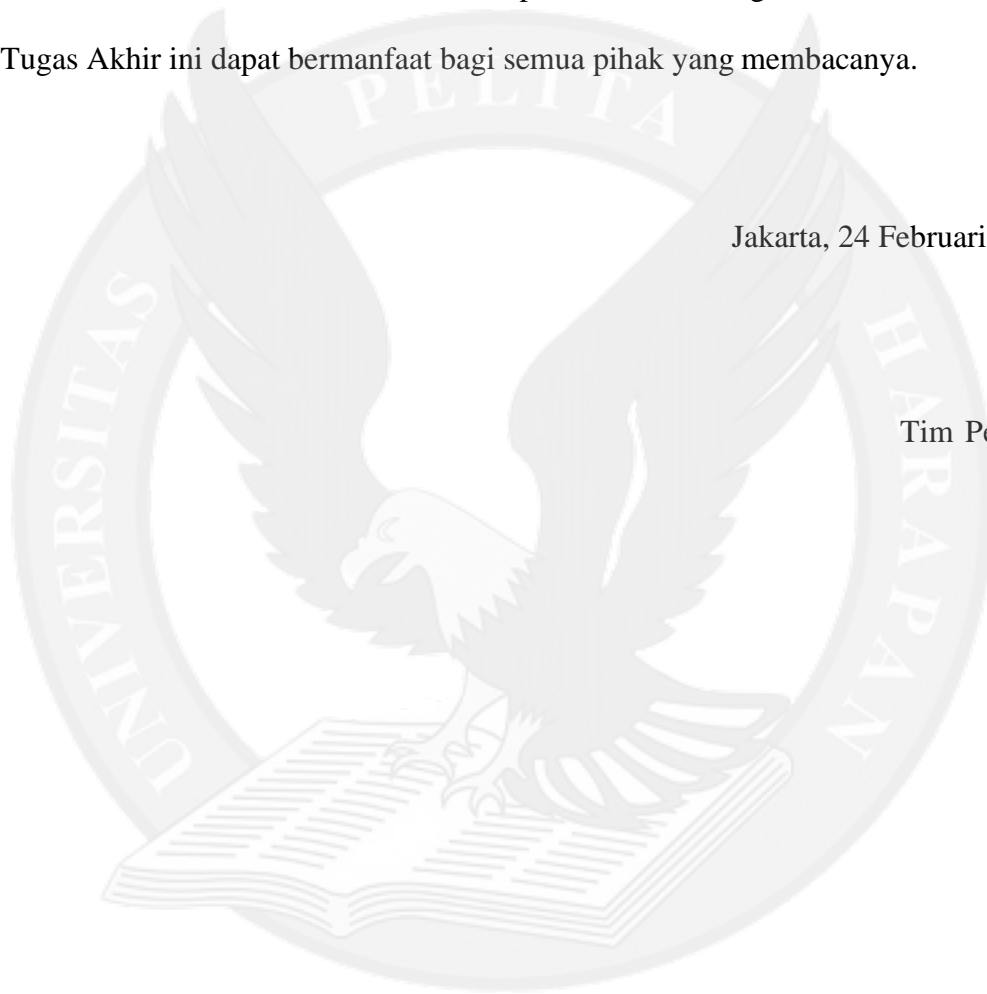 Tugas Akhir ini dapat bermanfaat bagi semua pihak yang membacanya.
PELITA
Jakarta, 24 Februari
UNIVERSITAS
HARAPAN
Tim